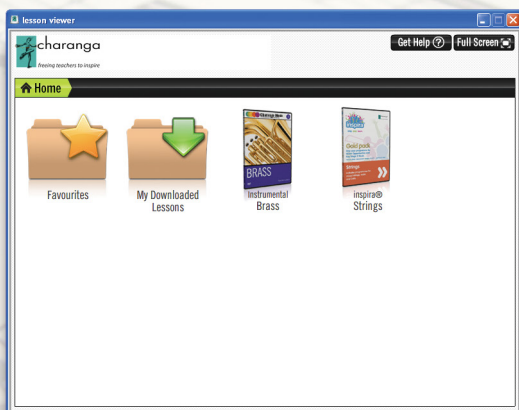 lesson viewer
charanga
freeing teachers to inspire
Get Help
Full Screen
Home
Favourites
My Downloaded
Lessons
BRASS
Instrumental
Brass
inspira
Gold pack
Strings
inspira®
Strings